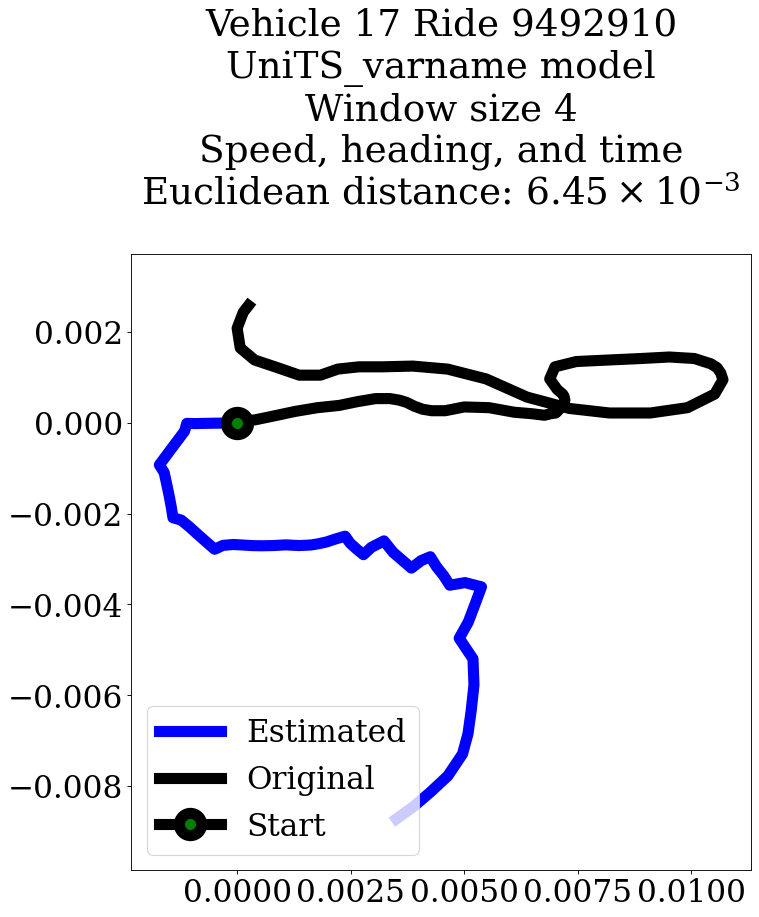 Vehicle 17 Ride 9492910
UniTS_varname model
Window size 4
Speed, heading, and time
Euclidean distance: 6.45 × 10⁻³
0.002
0.000
−0.002
−0.004
−0.006
−0.008
Estimated
Original
Start
0.0000 0.0025 0.0050 0.0075 0.0100